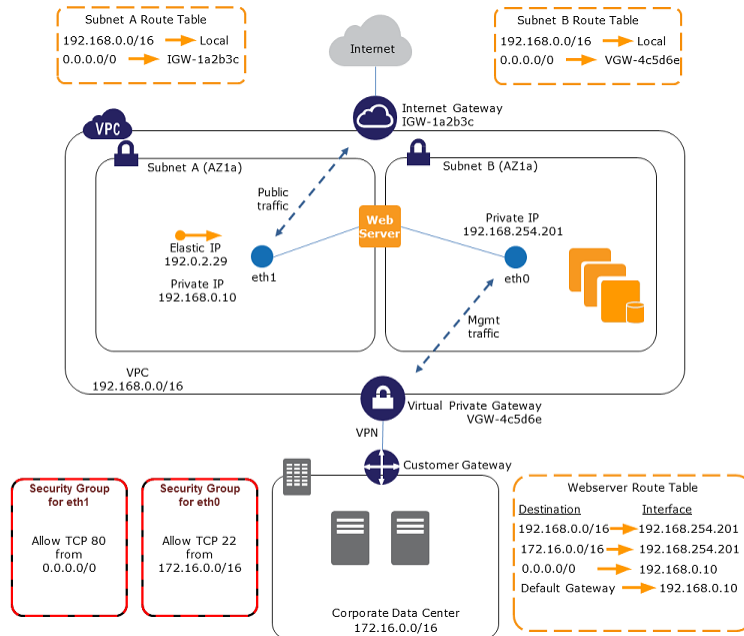 Subnet A Route Table
192.168.0.0/16 Local
0.0.0.0/0 IGW-1a2b3c
Internet
Subnet B Route Table
192.168.0.0/16 Local
0.0.0.0/0 VGW-4c5d6e
Internet Gateway
IGW-1a2b3c
VPC
Subnet A (AZ1a)
Subnet B (AZ1a)
Public
traffic
Web
Server
Elastic IP
192.0.2.29
eth1
Private IP
192.168.0.10
Private IP
192.168.254.201
eth0
Mgmt
traffic
VPC
192.168.0.0/16
Virtual Private Gateway
VGW-4c5d6e
VPN
Customer Gateway
Security Group
for eth1
Allow TCP 80
from
0.0.0.0/0
Security Group
for eth0
Allow TCP 22
from
172.16.0.0/16
Corporate Data Center
172.16.0.0/16
Webserver Route Table
Destination Interface
192.168.0.0/16 192.168.254.201
172.16.0.0/16 192.168.254.201
0.0.0.0/0 192.168.0.10
Default Gateway 192.168.0.10